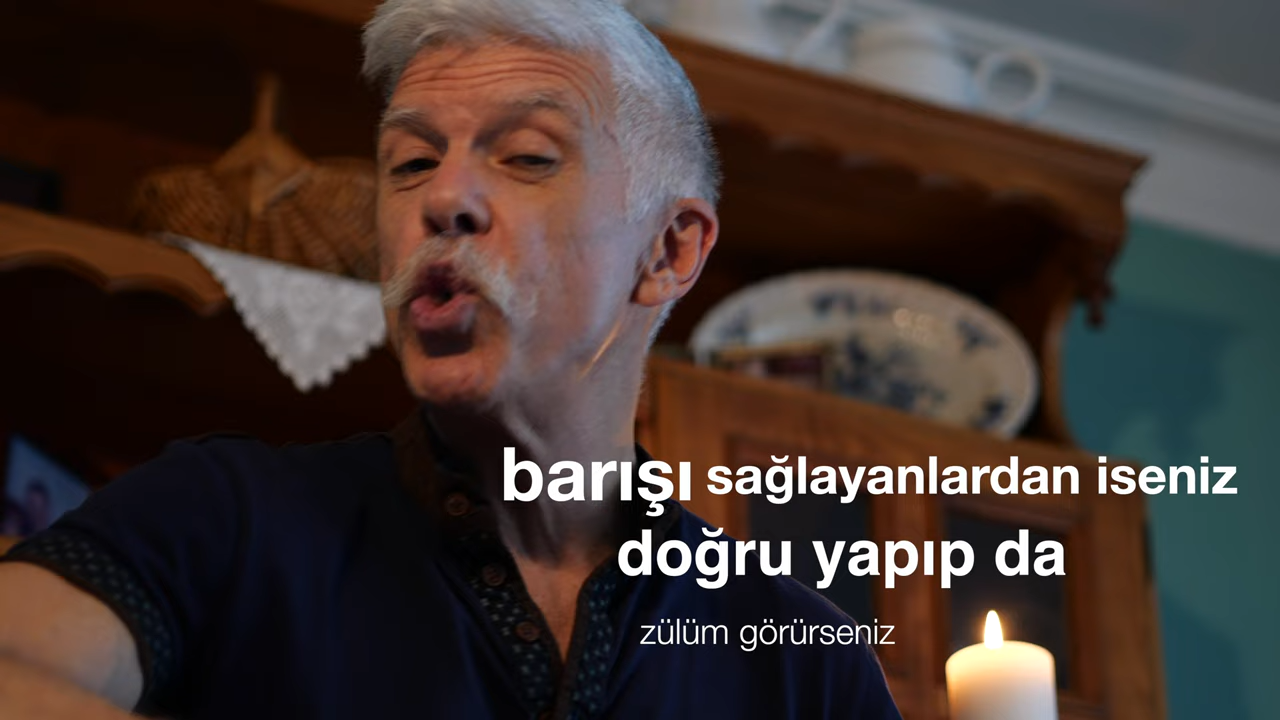 barışı sağlayanlardan iseniz
doğru yapıp da
zülüm görürseniz